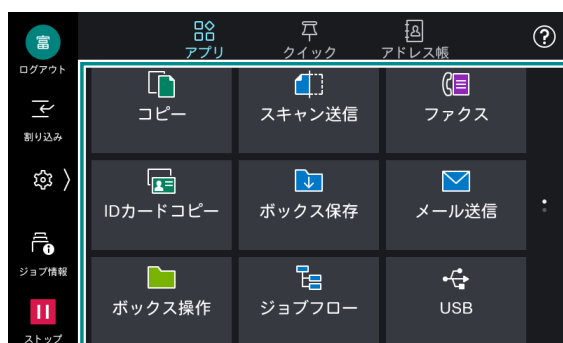 富
ログアウト
アプリ
クイック
アドレス帳
?
割り込み
コピー
スキャン送信
ファクス
IDカードコピー
ボックス保存
メール送信
ジョブ情報
ボックス操作
ジョブフロー
USB
ストップ